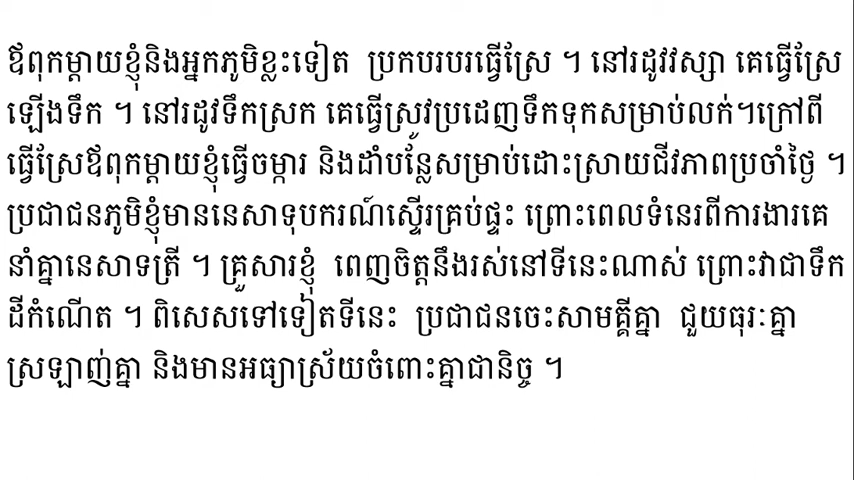 ឪពុកម្ដាយខ្ញុំនិងអ្នកភូមិខ្លះទៀត ប្រកបរបរធ្វើស្រែ ។ នៅរដូវវស្សា គេធ្វើស្រែ
ឡើងទឹក ។ នៅរដូវទឹកស្រក គេធ្វើស្រូវប្រដេញទឹកទុកសម្រាប់លក់។ក្រៅពី
ធ្វើស្រែឪពុកម្ដាយខ្ញុំធ្វើចម្ការ និងដាំបន្លែសម្រាប់ដោះស្រាយជីវភាពប្រចាំថ្ងៃ ។
ប្រជាជនភូមិខ្ញុំមាននេសាទុបករណ៍ស្ទើរគ្រប់ផ្ទះ ព្រោះពេលទំនេរពីការងារគេ
នាំគ្នានេសាទត្រី ។ គ្រួសារខ្ញុំ ពេញចិត្តនឹងរស់នៅទីនេះណាស់ ព្រោះវាជាទឹក
ដីកំណើត ។ ពិសេសទៅទៀតទីនេះ ប្រជាជនចេះសាមគ្គីគ្នា ជួយធុរៈគ្នា
ស្រឡាញ់គ្នា និងមានអធ្យាស្រ័យចំពោះគ្នាជានិច្ច ។